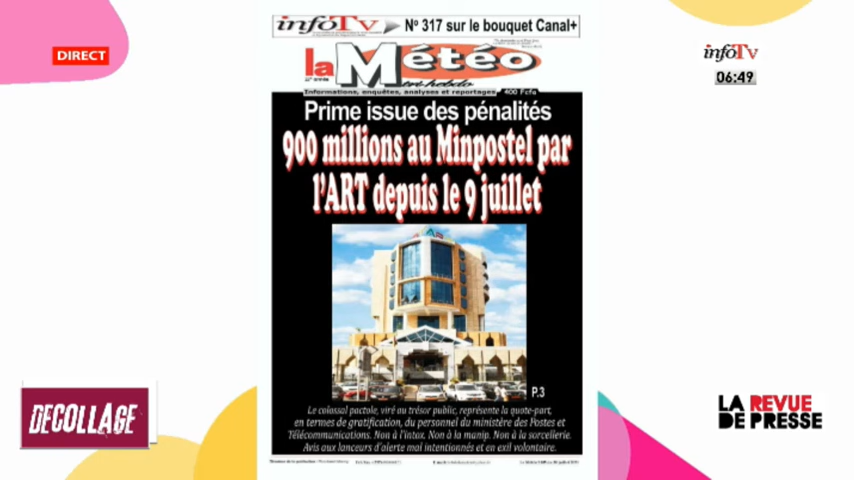 infoTv N° 317 sur le bouquet Canal+
DIRECT
infoTv
06:49
la Météo
tri-hebdo
Informations, enquêtes, analyses et reportages 400 Fcfa
Prime issue des pénalités
900 millions au Minpostel par
l'ART depuis le 9 juillet
P.3
Le colossal pactole, viré au trésor public, représente la quote-part,
en termes de gratification, du personnel du ministère des Postes et
Télécommunications. Non à l'intox. Non à la manip. Non à la sorcellerie.
Avis aux lanceurs d'alerte mal intentionnés et en exil volontaire.
DECOLLAGE
LA REVUE
DE PRESSE